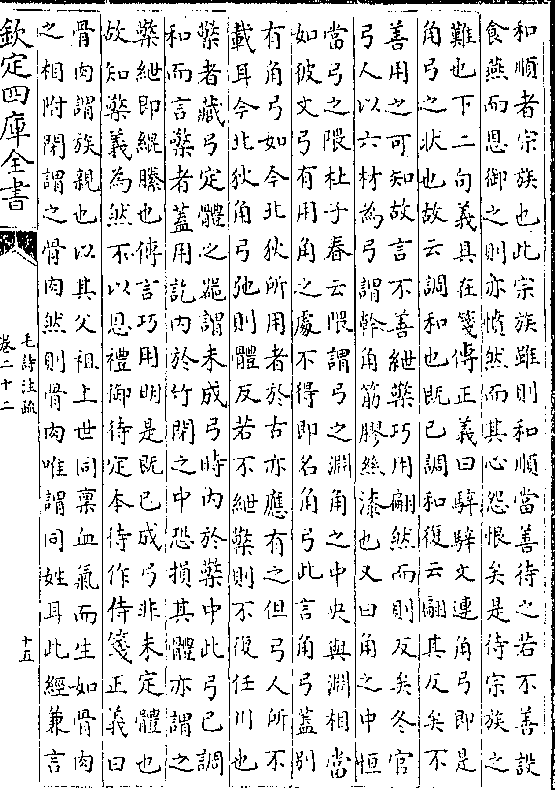 和順者宗族也此宗族雖則和順當善待之若不善設
食燕而恩御之則亦憤然而其心怨恨矣是待宗族之
難也下二句義具在箋傳正義曰騂騂文連角弓即是
角弓之狀也故云調和也既已調和復云翩其反矣不
善用之可知故言不善紲檠巧用翩然而則反矣冬官
弓人以六材為弓謂幹角筋膠絲漆也又曰角之中恒
當弓之隈杜子春云隈謂弓之淵角之中央與淵相當
如彼文弓有用角之處不得即名角弓此言角弓蓋別
有角弓如今北狄所用者於古亦應有之但弓人所不
載耳今北狄角弓弛則體反若不紲檠則不復任川也
檠者藏弓定體之器謂未成弓時内於檠中此弓已調
和而言檠者蓋用訖内於竹閉之中恐損其體亦謂之
檠紲即緄縢也傳言巧用明是既已成弓非未定體也
故知檠義為然不以恩禮御待定本待作侍箋正義曰
骨肉謂族親也以其父祖上世同稟血氣而生如骨肉
之相附閉謂之骨肉然則骨肉唯謂同姓耳此經兼言
欽定四庫全書
毛詩注疏
卷二十二
十五